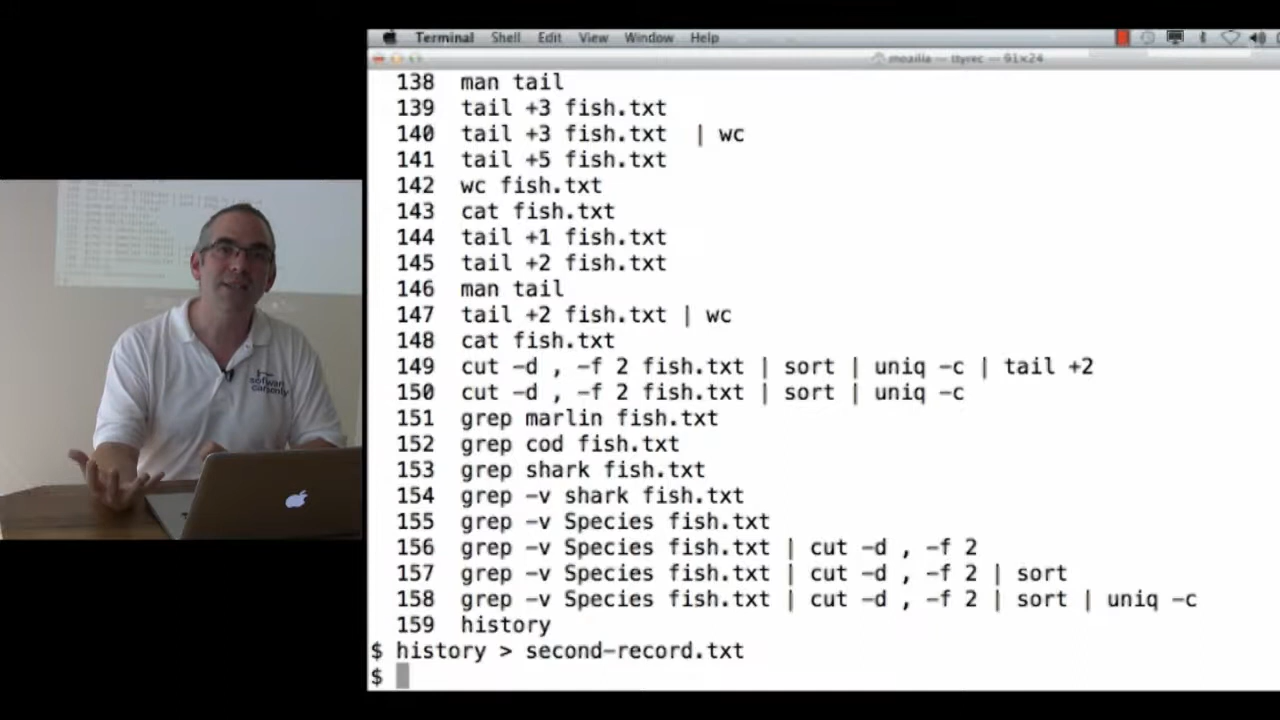 Terminal Shell Edit View Window Help
mozilla — ttyrec — 91×24
138 man tail
139 tail +3 fish.txt
140 tail +3 fish.txt | wc
141 tail +5 fish.txt
142 wc fish.txt
143 cat fish.txt
144 tail +1 fish.txt
145 tail +2 fish.txt
146 man tail
147 tail +2 fish.txt | wc
148 cat fish.txt
149 cut -d , -f 2 fish.txt | sort | uniq -c | tail +2
150 cut -d , -f 2 fish.txt | sort | uniq -c
151 grep marlin fish.txt
152 grep cod fish.txt
153 grep shark fish.txt
154 grep -v shark fish.txt
155 grep -v Species fish.txt
156 grep -v Species fish.txt | cut -d , -f 2
157 grep -v Species fish.txt | cut -d , -f 2 | sort
158 grep -v Species fish.txt | cut -d , -f 2 | sort | uniq -c
159 history
$ history > second-record.txt
$